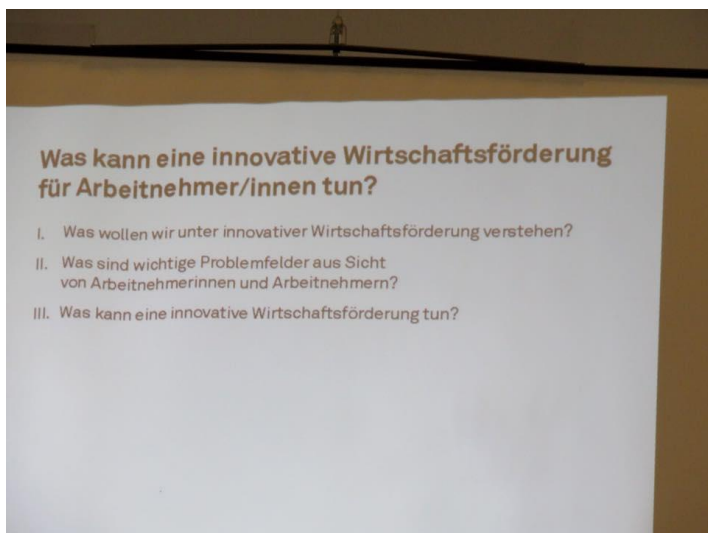 Was kann eine innovative Wirtschaftsförderung
für Arbeitnehmer/innen tun?
I. Was wollen wir unter innovativer Wirtschaftsförderung verstehen?
II. Was sind wichtige Problemfelder aus Sicht
von Arbeitnehmerinnen und Arbeitnehmern?
III. Was kann eine innovative Wirtschaftsförderung tun?